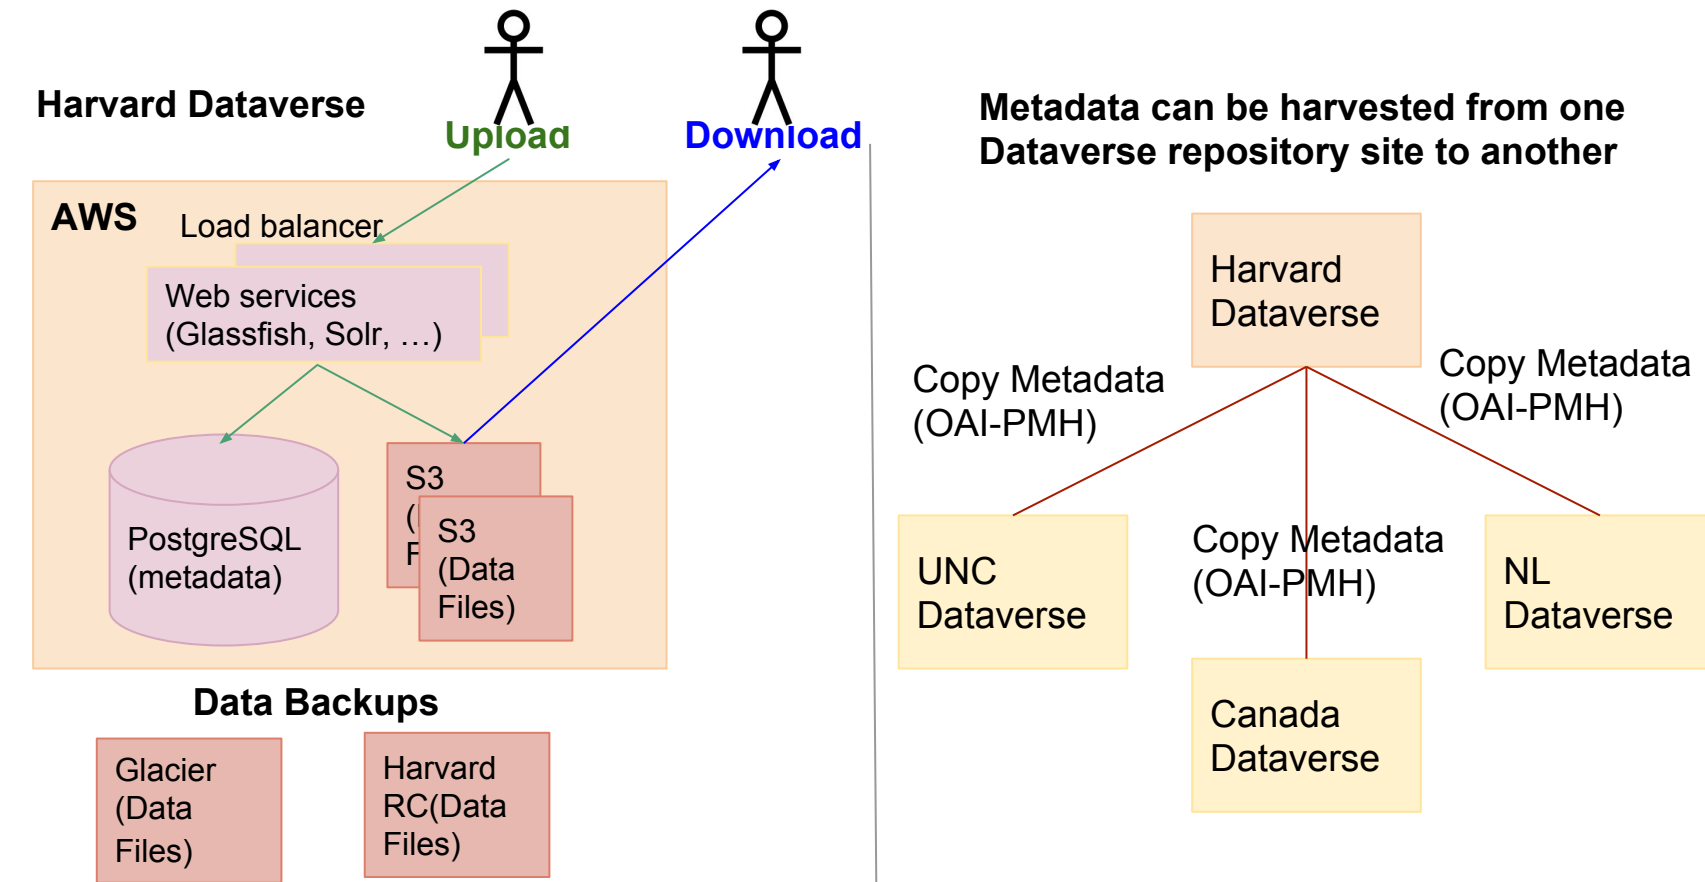 Harvard Dataverse
Upload
Download
AWS
Load balancer
Web services
(Glassfish, Solr, …)
PostgreSQL
(metadata)
S3
(
F
S3
(Data
Files)
Data Backups
Glacier
(Data
Files)
Harvard
RC(Data
Files)
Metadata can be harvested from one
Dataverse repository site to another
Harvard
Dataverse
Copy Metadata
(OAI-PMH)
Copy Metadata
(OAI-PMH)
Copy Metadata
(OAI-PMH)
UNC
Dataverse
NL
Dataverse
Canada
Dataverse